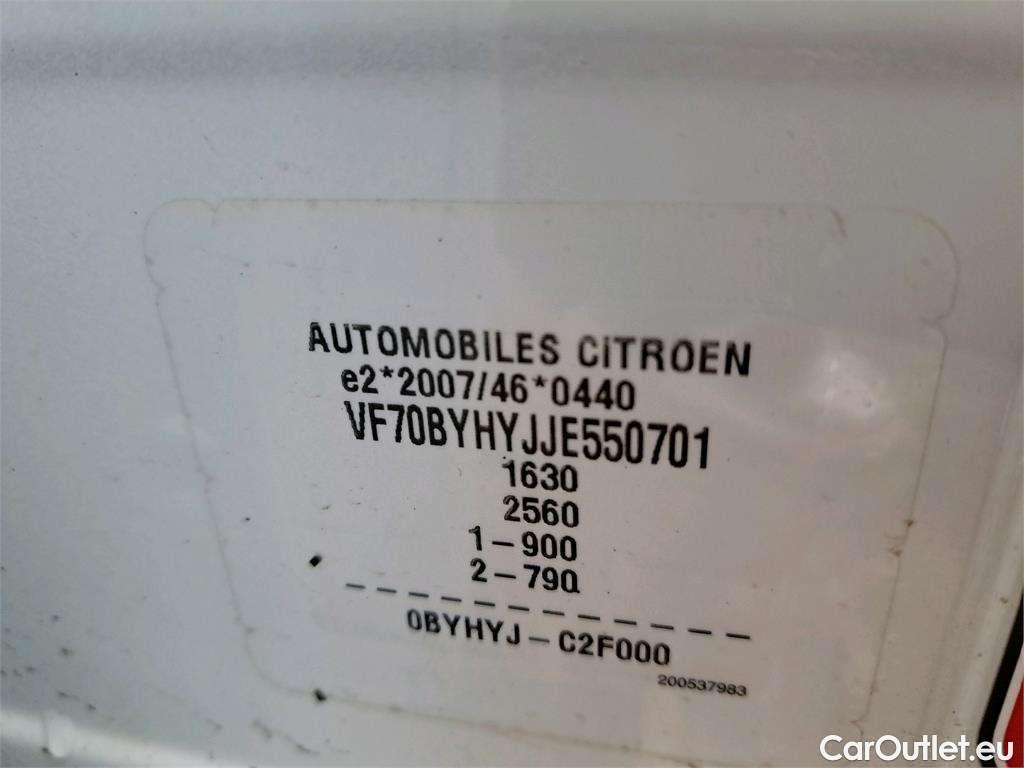 AUTOMOBILES CITROEN
e2*2007/46*0440
VF70BYHYJJE550701
1630
2560
1-900
2-790
0BYHYJ-C2F000
200537983
CarOutlet.eu